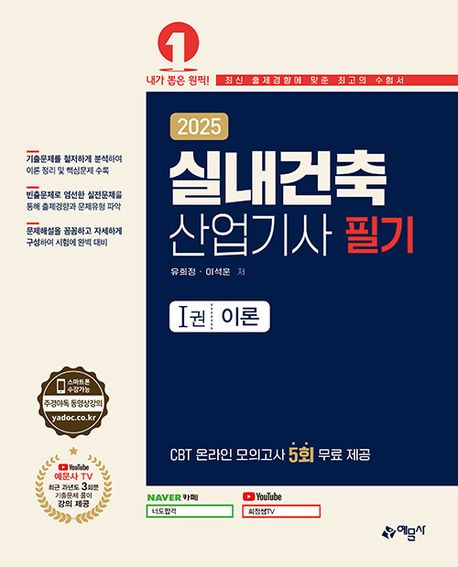 1
내가 뽑은 원픽!
최신 출제경향에 맞춘 최고의 수험서
2025
실내건축
산업기사 필기
유희정 · 이석훈 저
I권 이론
기출문제를 철저하게 분석하여
이론 정리 및 핵심문제 수록
빈출문제로 엄선한 실전문제를
통해 출제경향과 문제유형 파악
문제해설을 꼼꼼하고 자세하게
구성하여 시험에 완벽 대비
스마트폰
수강가능
주경야독 동영상강의
yadoc.co.kr
YouTube
예문사 TV
최근 과년도 3회분
기출문제 풀이
강의 제공
CBT 온라인 모의고사 5회 무료 제공
NAVER 카페
너도합격
YouTube
희정쌤TV
예문사